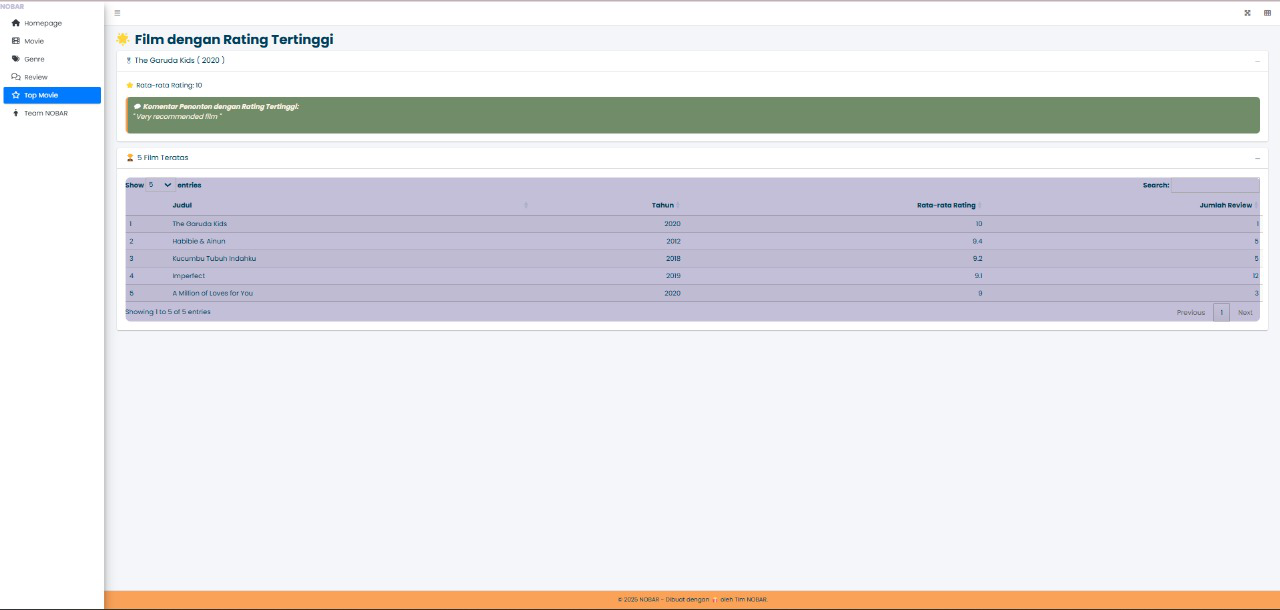 NOBAR
Homepage
Movie
Genre
Review
Top Movie
Team NOBAR
Film dengan Rating Tertinggi
The Garuda Kids ( 2020 )
Rata-rata Rating: 10
Komentar Penonton dengan Rating Tertinggi:
"Very recommended film "
5 Film Teratas
Show 5 entries Search:
Judul Tahun Rata-rata Rating Jumlah Review
1 The Garuda Kids 2020 10 1
2 Habibie & Ainun 2012 9.4 5
3 Kucumbu Tubuh Indahku 2018 9.2 5
4 Imperfect 2019 9.1 12
5 A Million of Loves for You 2020 9 3
Showing 1 to 5 of 5 entries Previous 1 Next
© 2025 NOBAR - Dibuat dengan oleh Tim NOBAR.